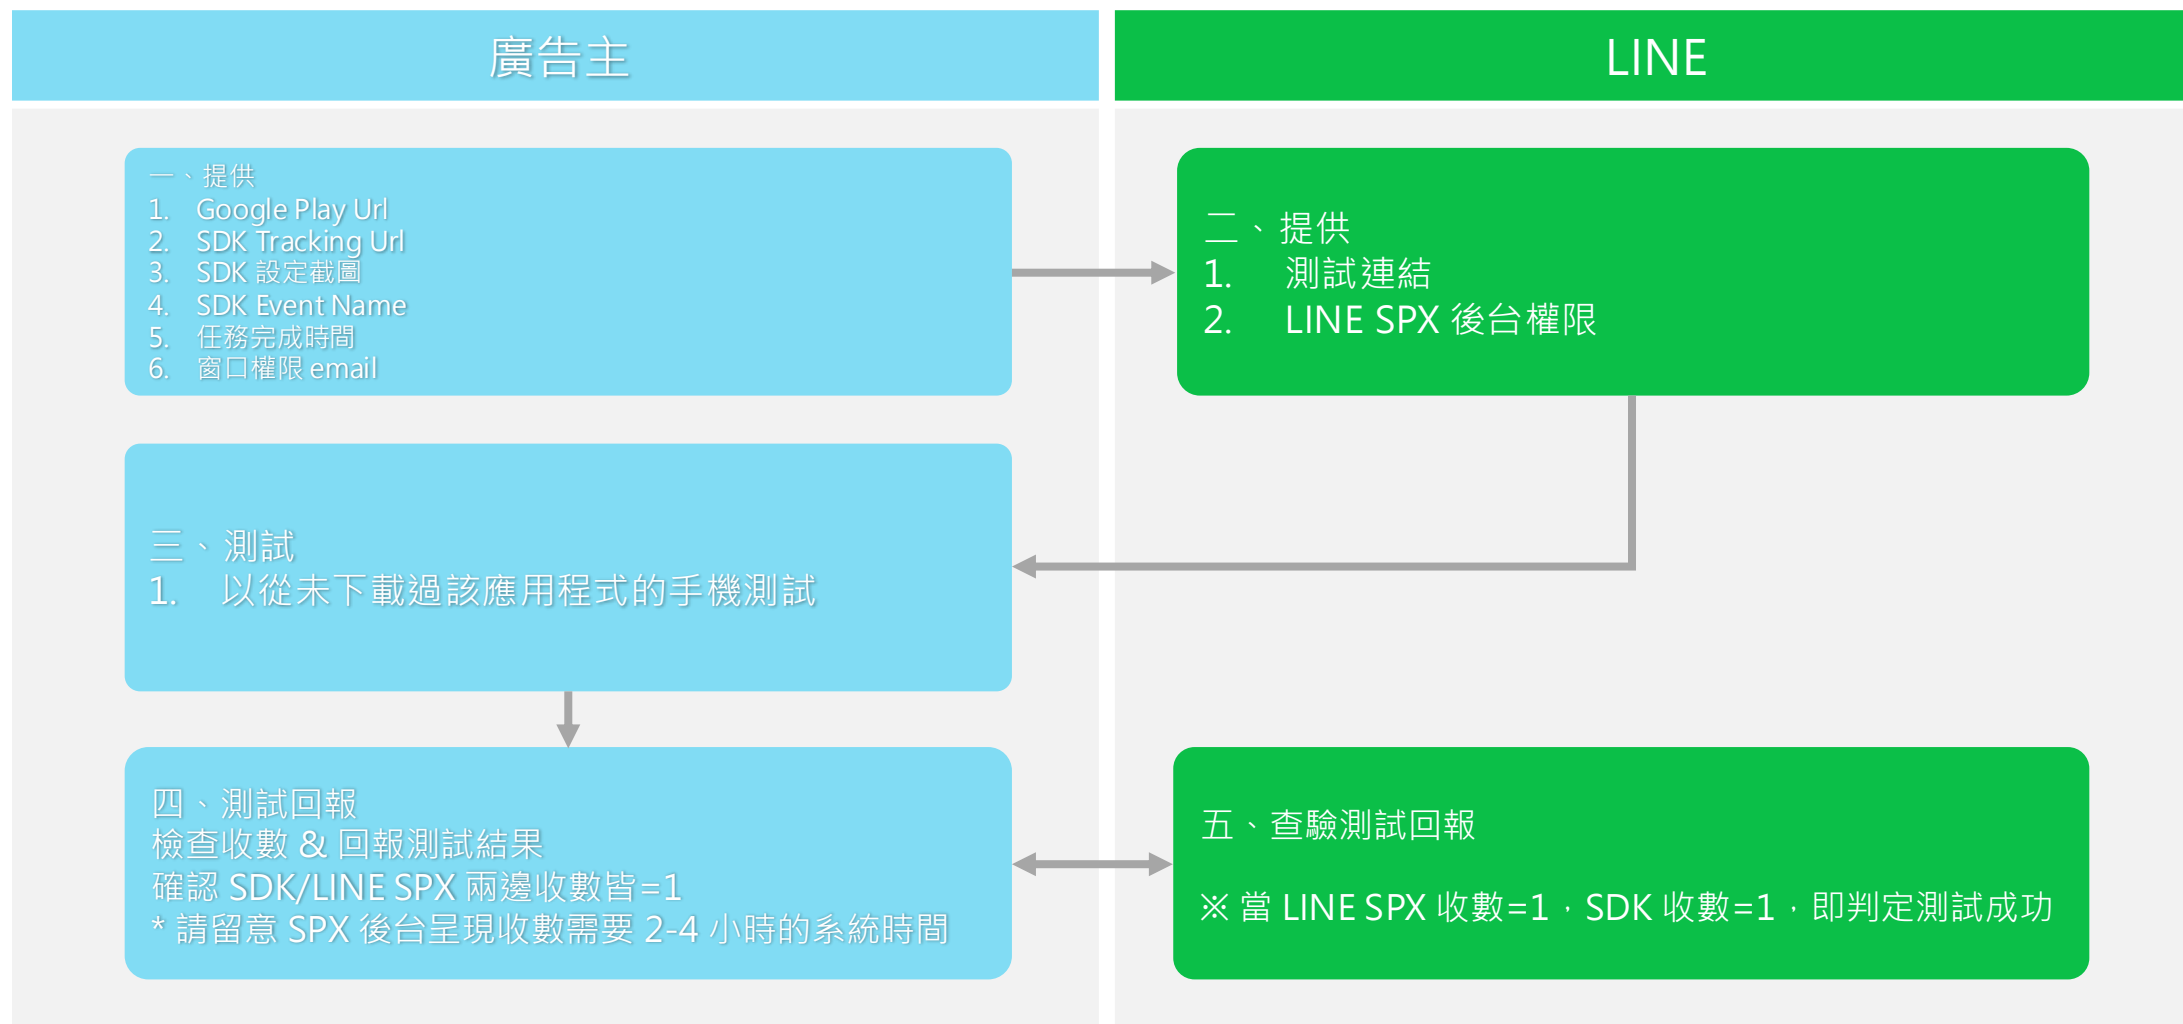 廣告主
LINE
一、提供
1. Google Play Url
2. SDK Tracking Url
3. SDK 設定截圖
4. SDK Event Name
5. 任務完成時間
6. 窗口權限 email
二、提供
1. 測試連結
2. LINE SPX 後台權限
三、測試
1. 以從未下載過該應用程式的手機測試
四、測試回報
檢查收數 & 回報測試結果
確認 SDK/LINE SPX 兩邊收數皆=1
* 請留意 SPX 後台呈現收數需要 2-4 小時的系統時間
五、查驗測試回報
※ 當 LINE SPX 收數=1，SDK 收數=1，即判定測試成功